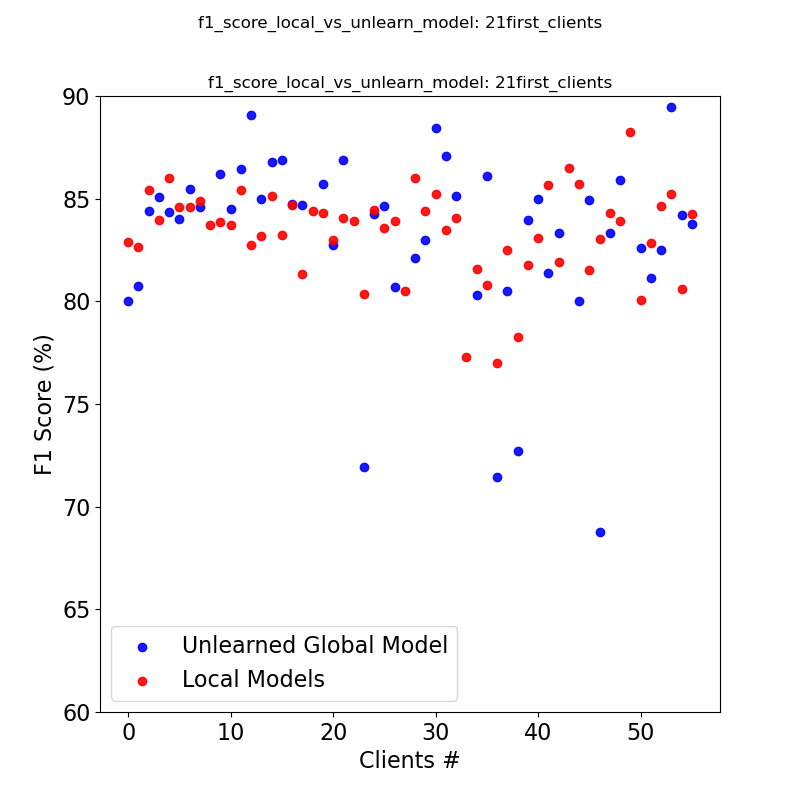 f1_score_local_vs_unlearn_model: 21first_clients
f1_score_local_vs_unlearn_model: 21first_clients
90
85
80
75
70
65
60
F1 Score (%)
Unlearned Global Model
Local Models
0 10 20 30 40 50
Clients #